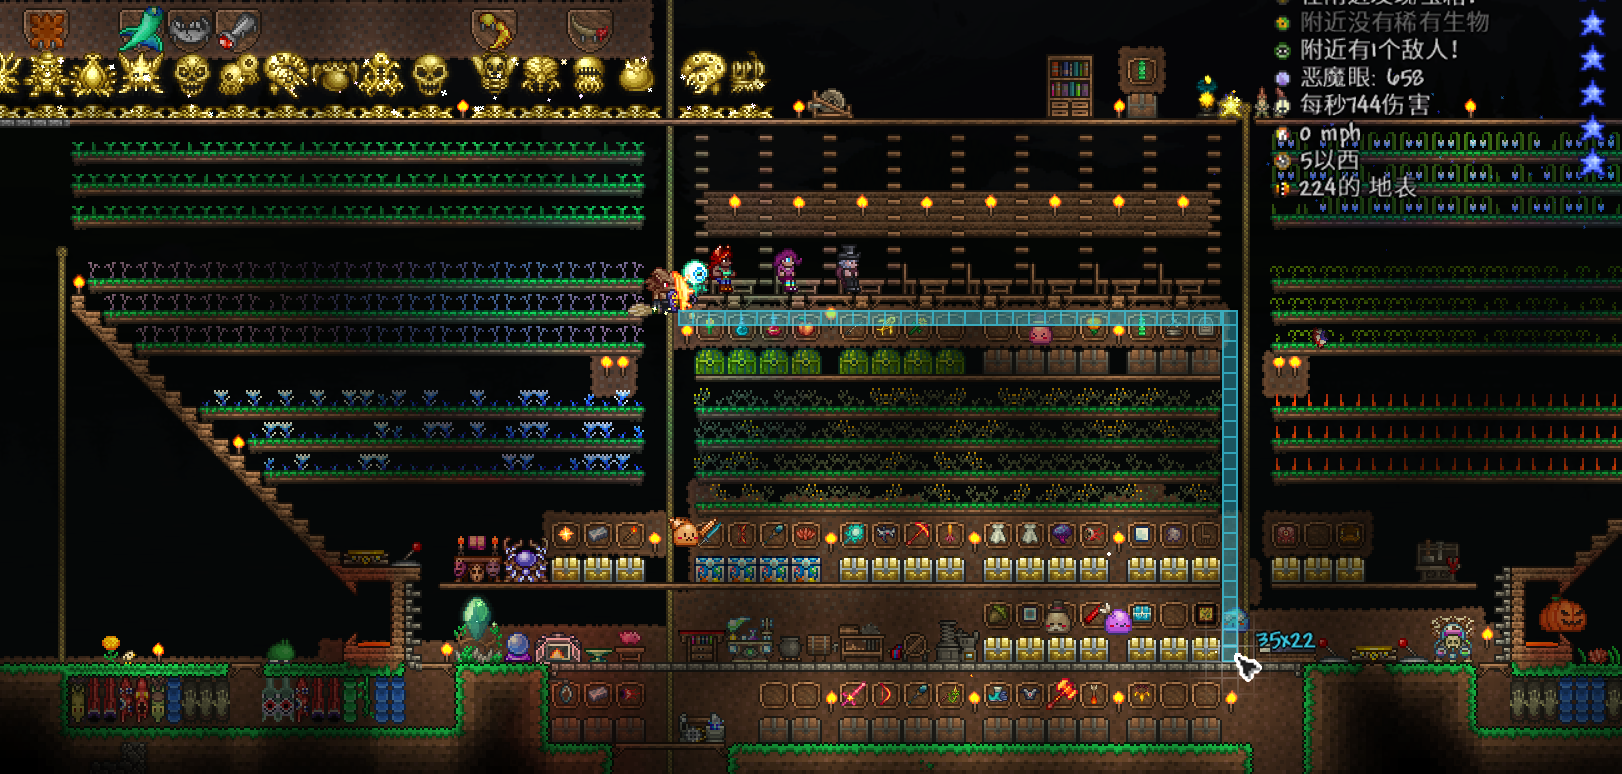 附近没有稀有生物
附近有1个敌人!
恶魔眼: 658
每秒744伤害
0 mph
5以西
224的 地表
35x22